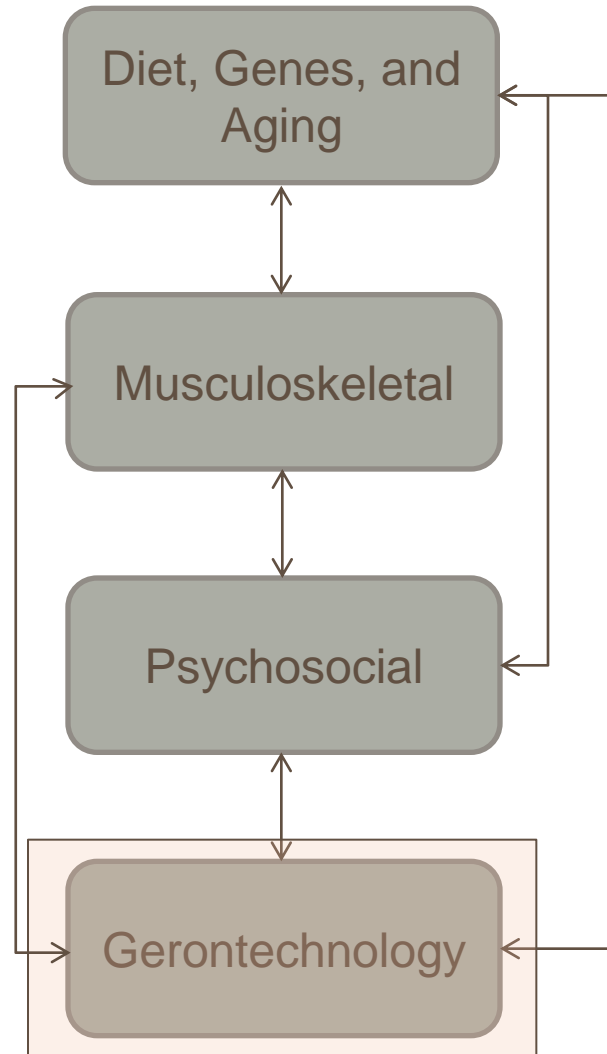 Diet, Genes, and
Aging
Musculoskeletal
Psychosocial
Gerontechnology